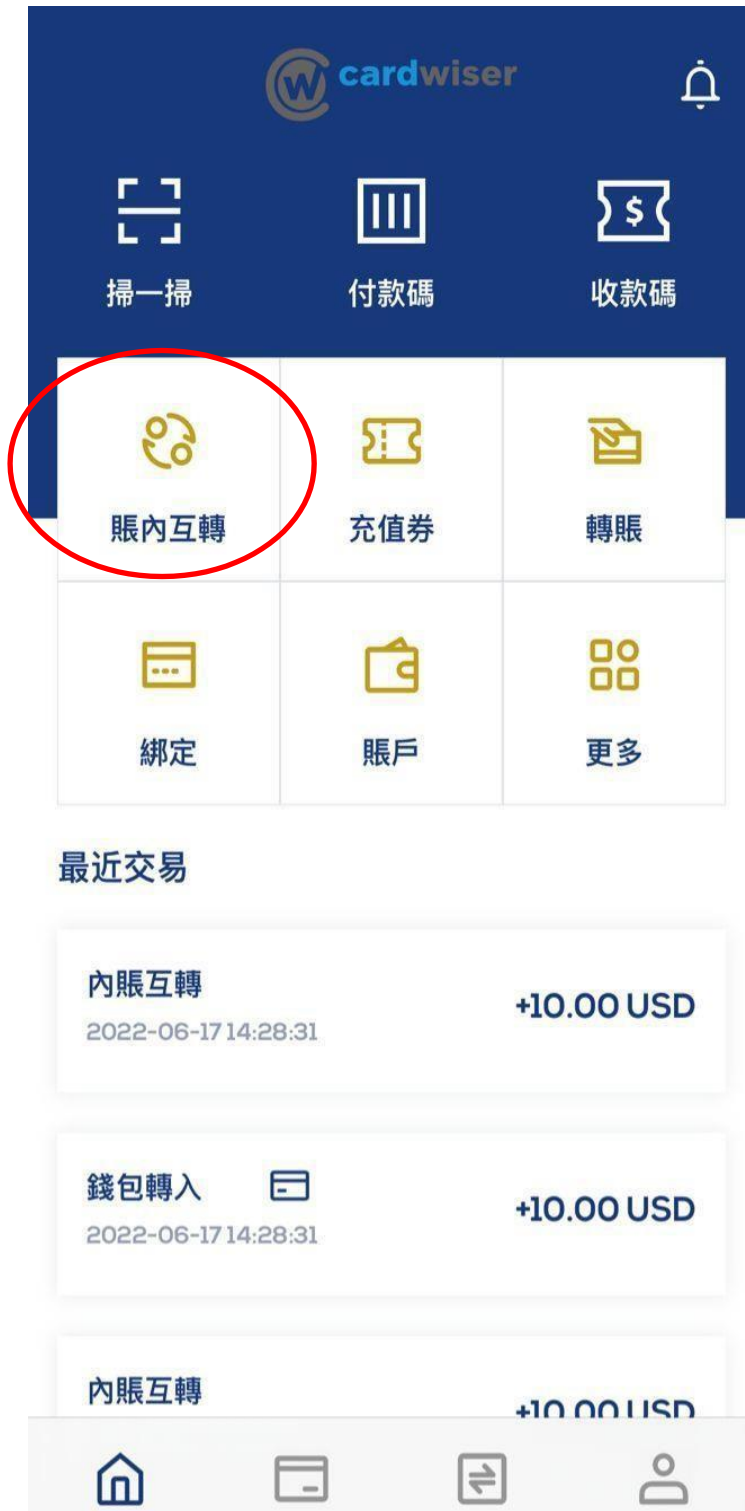 cardwiser
掃一掃
付款碼
收款碼
賬內互轉
充值券
轉賬
綁定
賬戶
更多
最近交易
內賬互轉
+10.00 USD
2022-06-17 14:28:31
錢包轉入
+10.00 USD
2022-06-17 14:28:31
內賬互轉
+10.00 USD